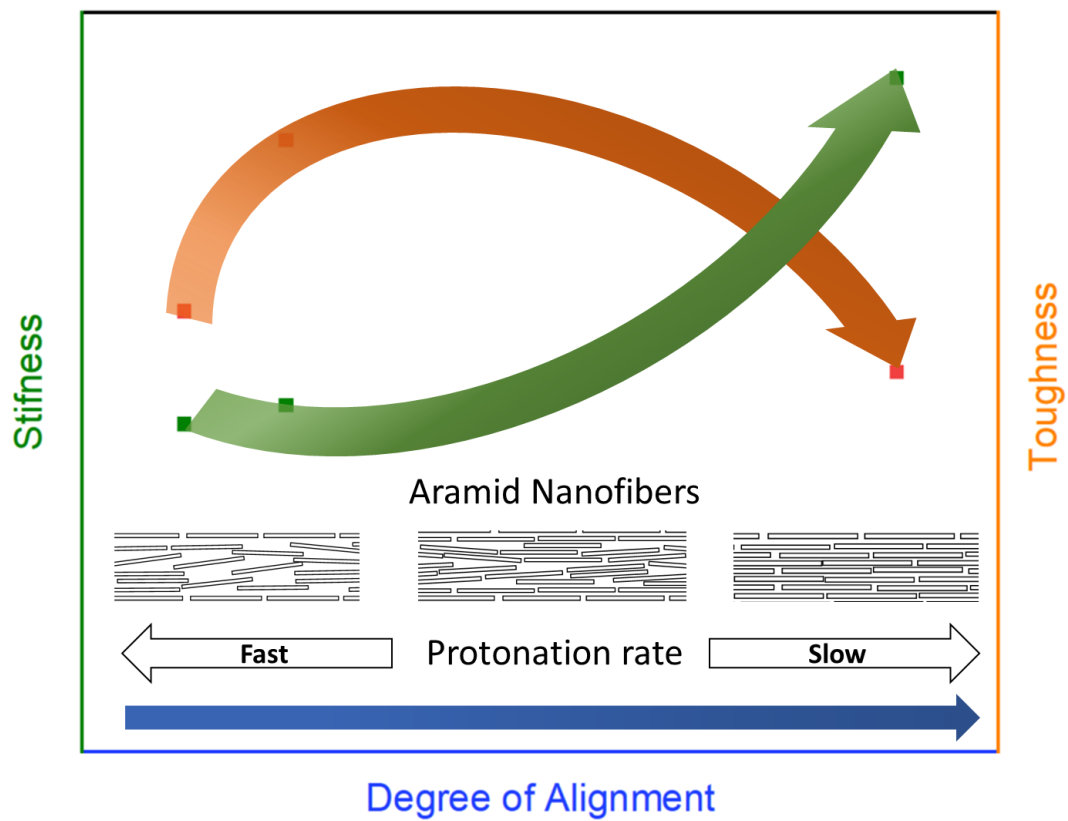 Stifness
Toughness
Aramid Nanofibers
Fast
Protonation rate
Slow
Degree of Alignment